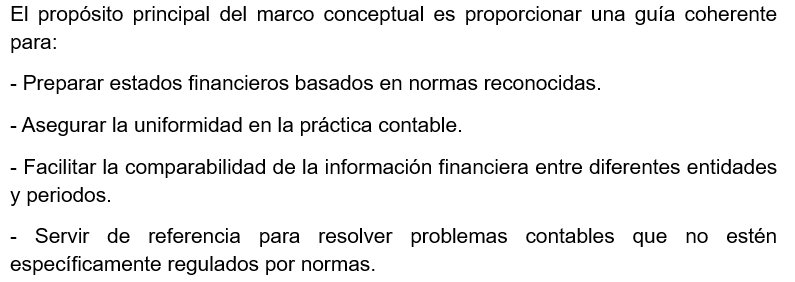 El propósito principal del marco conceptual es proporcionar una guía coherente
para:
- Preparar estados financieros basados en normas reconocidas.
- Asegurar la uniformidad en la práctica contable.
- Facilitar la comparabilidad de la información financiera entre diferentes entidades
y periodos.
- Servir de referencia para resolver problemas contables que no estén
específicamente regulados por normas.